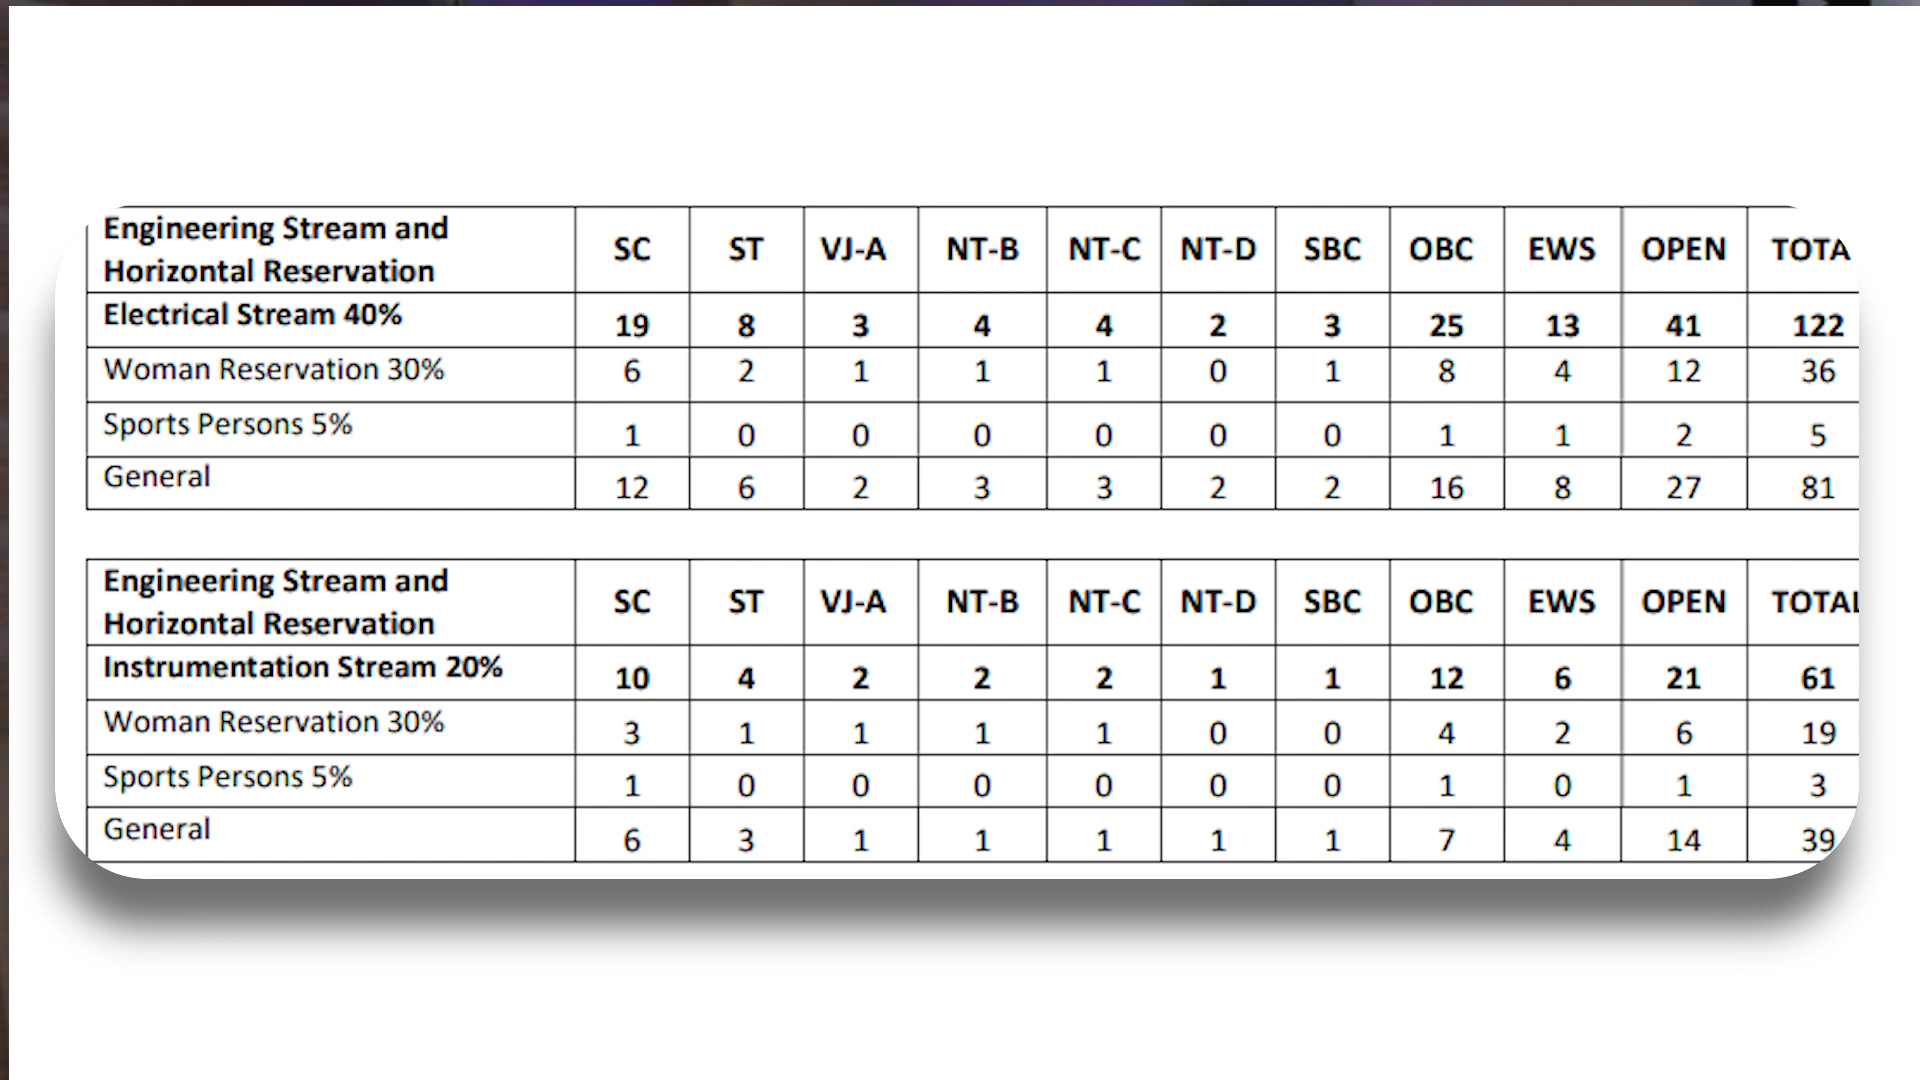 Engineering Stream and Horizontal Reservation SC ST VJ-A NT-B NT-C NT-D SBC OBC EWS OPEN TOTA
Electrical Stream 40% 19 8 3 4 4 2 3 25 13 41 122
Woman Reservation 30% 6 2 1 1 1 0 1 8 4 12 36
Sports Persons 5% 1 0 0 0 0 0 0 1 1 2 5
General 12 6 2 3 3 2 2 16 8 27 81
Engineering Stream and Horizontal Reservation SC ST VJ-A NT-B NT-C NT-D SBC OBC EWS OPEN TOTAL
Instrumentation Stream 20% 10 4 2 2 2 1 1 12 6 21 61
Woman Reservation 30% 3 1 1 1 1 0 0 4 2 6 19
Sports Persons 5% 1 0 0 0 0 0 0 1 0 1 3
General 6 3 1 1 1 1 1 7 4 14 39